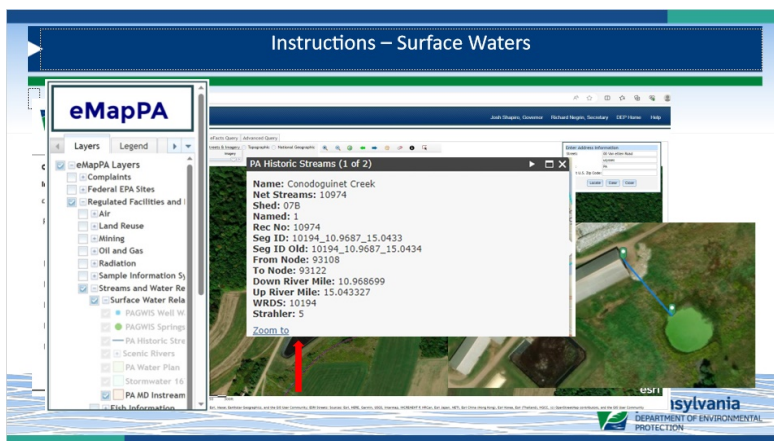 Instructions – Surface Waters
eMapPA
Layers
Legend
eMapPA Layers
Complaints
Federal EPA Sites
Regulated Facilities and
Air
Land Reuse
Mining
Oil and Gas
Radiation
Sample Information Sy
Streams and Water Re
Surface Water Rela
PAGWIS Well W
PAGWIS Springs
PA Historic Stre
Scenic Rivers
PA Water Plan
Stormwater 16
PA MD Instream
Fish Information
Josh Shapiro, Governor Richard Negrin, Secretary DEP Home Help
eFacts Query Advanced Query
Topographic National Geographic
PA Historic Streams (1 of 2)
Name: Conodoguinet Creek
Net Streams: 10974
Shed: 07B
Named: 1
Rec No: 10974
Seg ID: 10194_10.9687_15.0433
Seg ID Old: 10194_10.9687_15.0434
From Node: 93108
To Node: 93122
Down River Mile: 10.968699
Up River Mile: 15.043327
WRDS: 10194
Strahler: 5
Zoom to
Enter Address Information
esri
nsylvania
DEPARTMENT OF ENVIRONMENTAL
PROTECTION